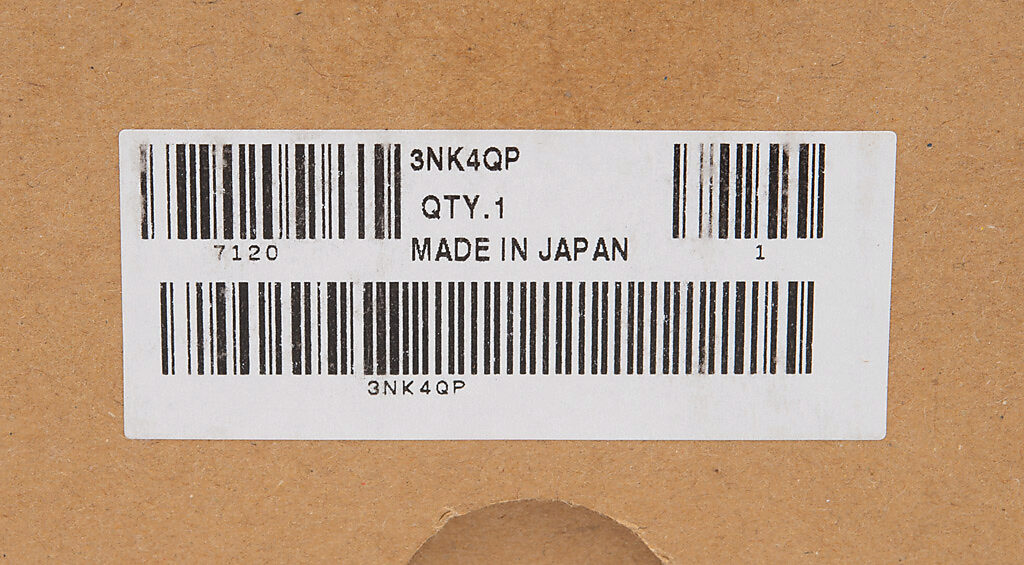 3NK4QP
QTY.1
7120
MADE IN JAPAN
1
3NK4QP